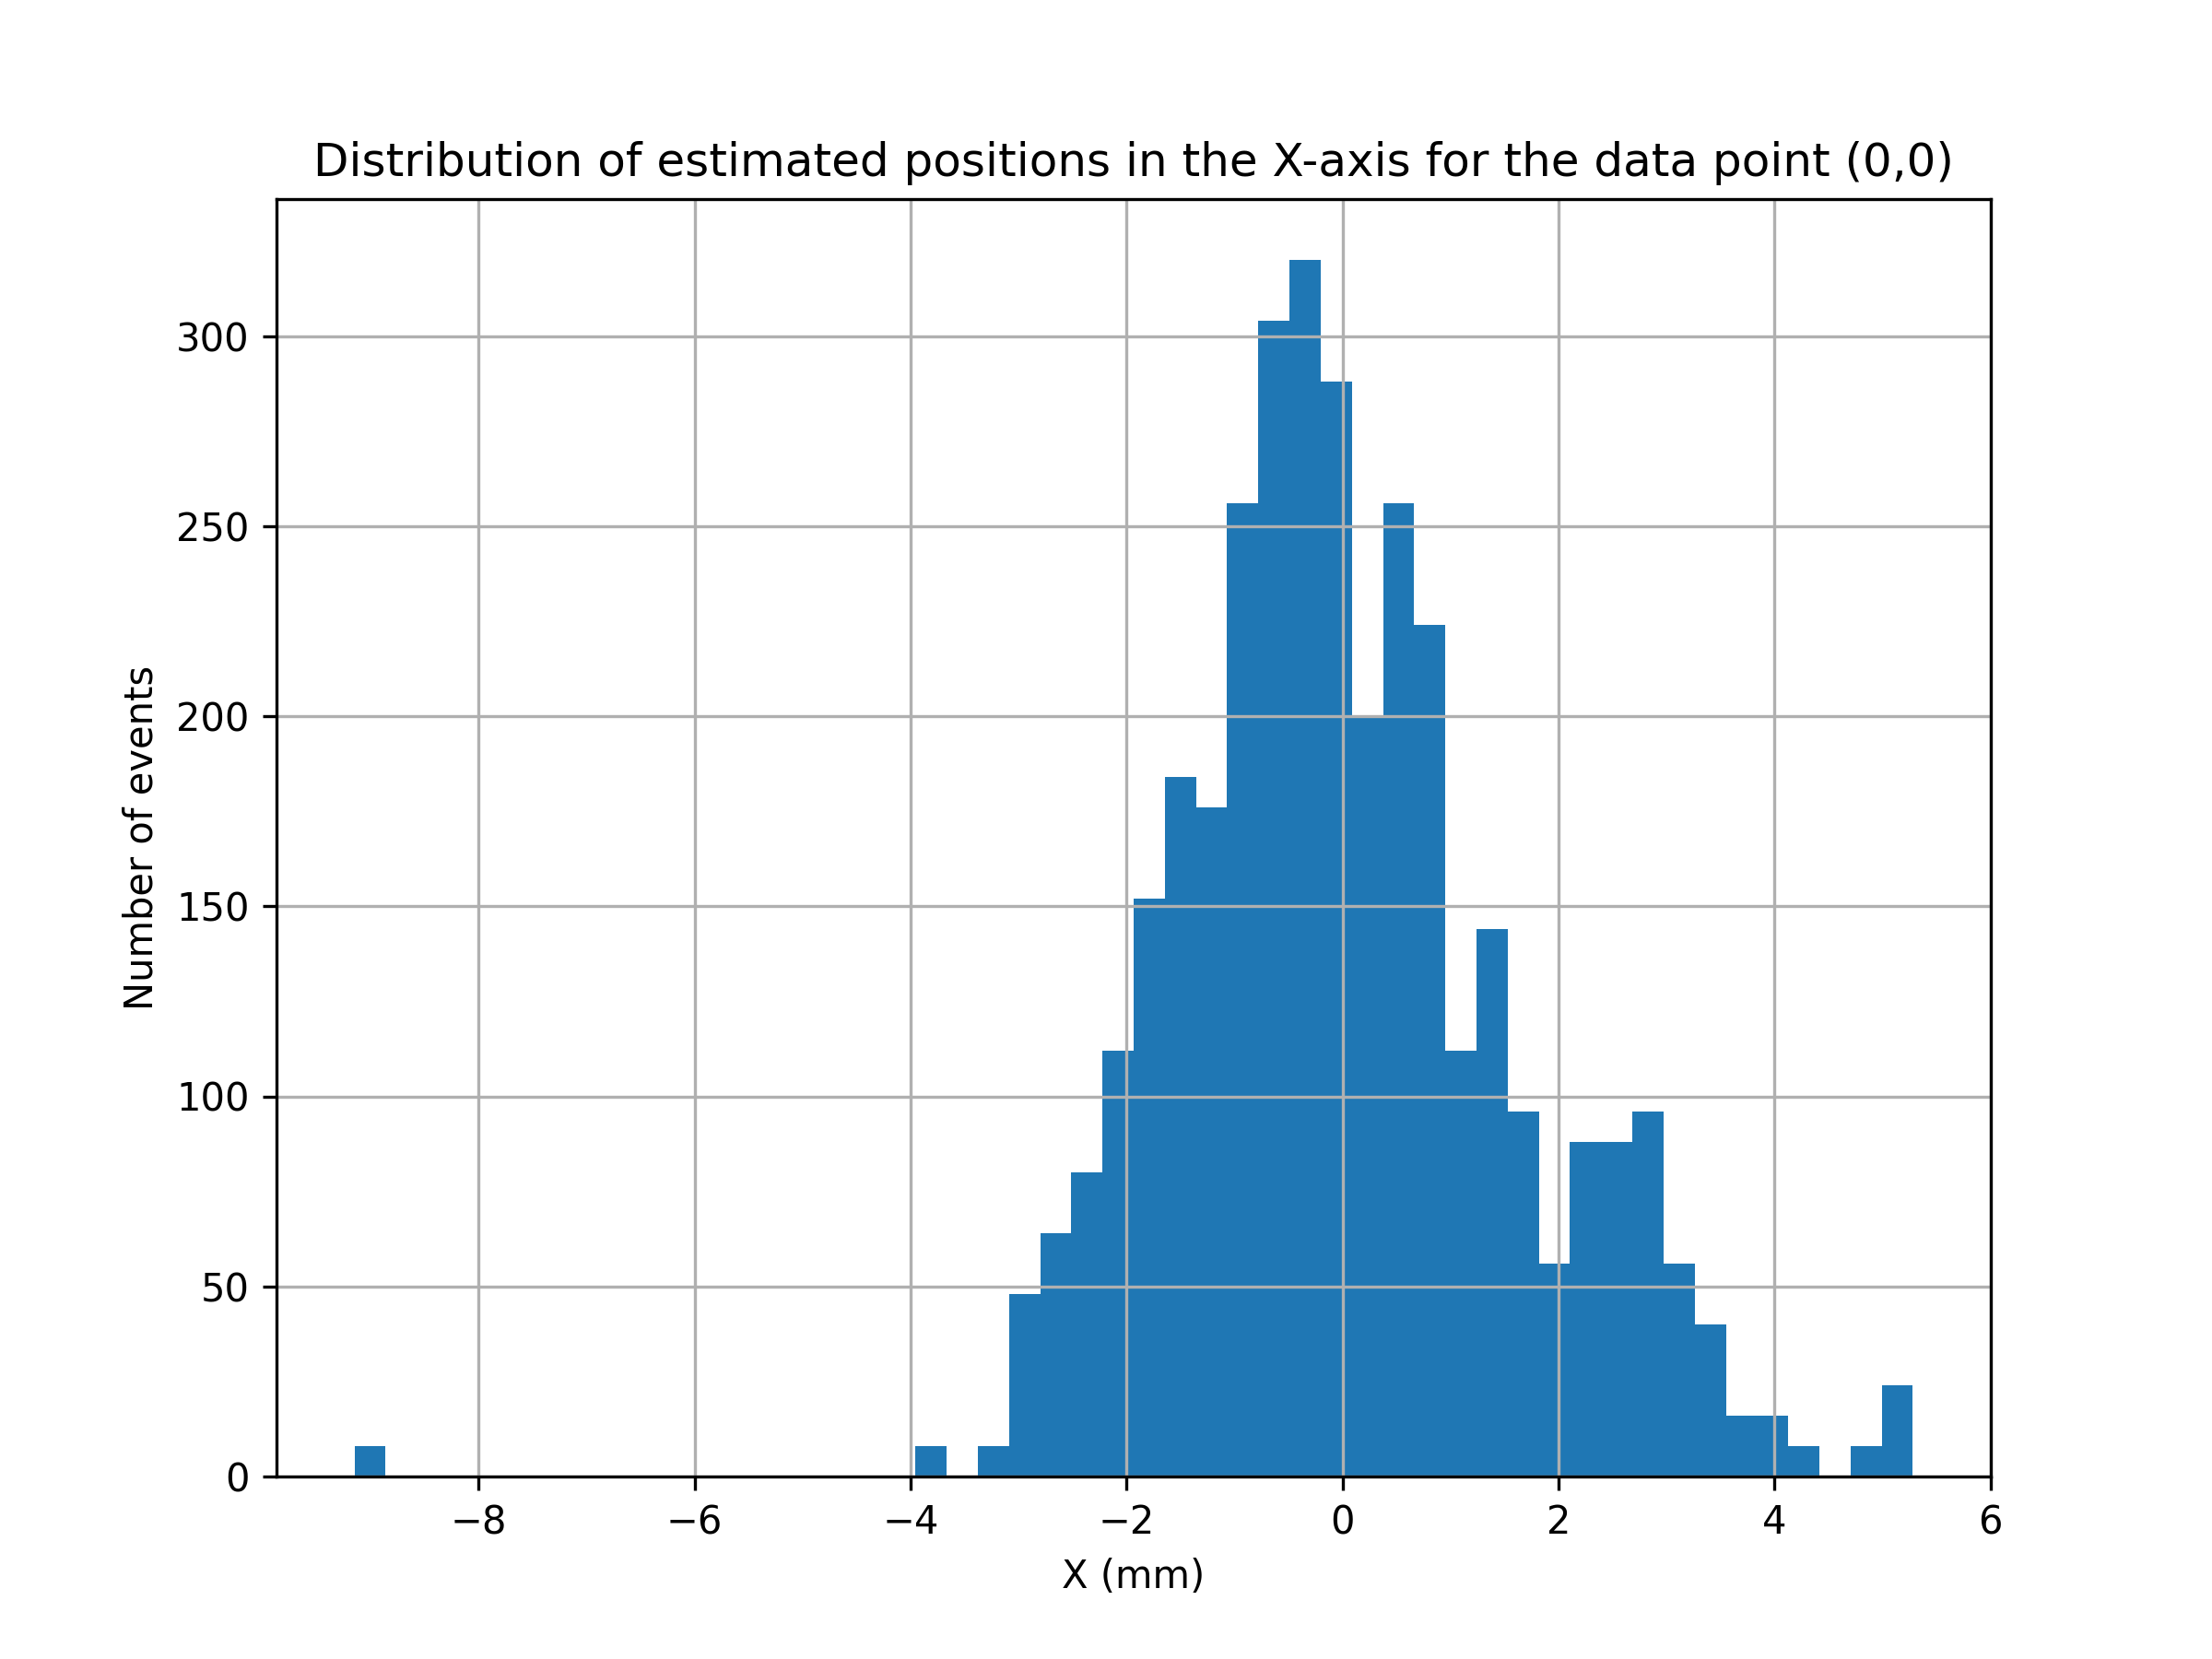 Distribution of estimated positions in the X-axis for the data point (0,0)
300
250
200
150
100
50
0
Number of events
−8 −6 −4 −2 0 2 4 6
X (mm)